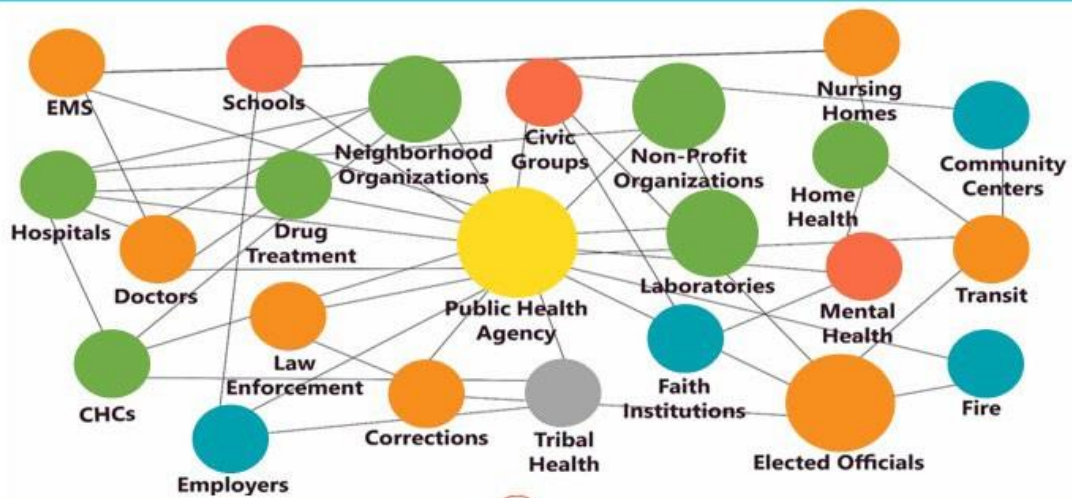 EMS
Schools
Neighborhood
Organizations
Civic
Groups
Non-Profit
Organizations
Nursing
Homes
Community
Centers
Hospitals
Drug
Treatment
Home
Health
Doctors
Public Health
Agency
Laboratories
Mental
Health
Transit
CHCs
Law
Enforcement
Faith
Institutions
Fire
Employers
Corrections
Tribal
Health
Elected Officials